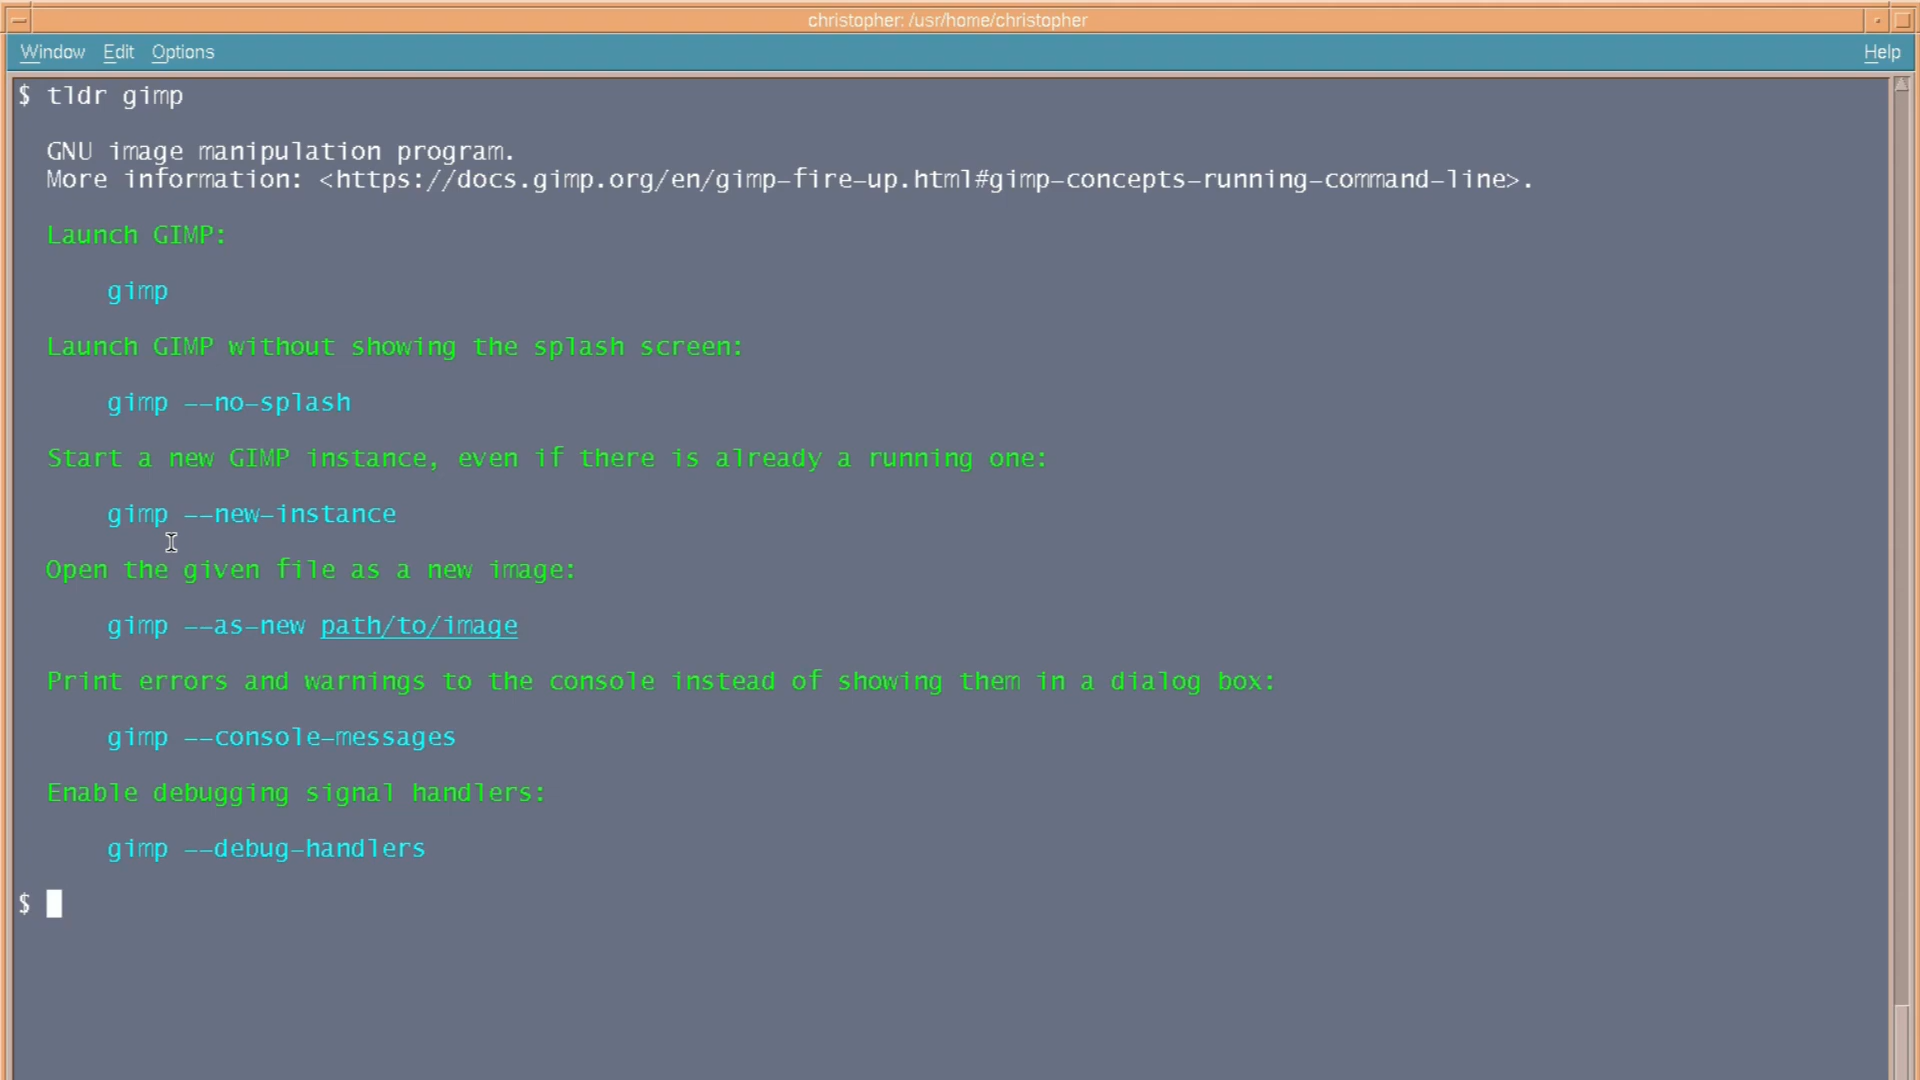 christopher: /usr/home/christopher
Window Edit Options Help
$ tldr gimp
GNU image manipulation program.
More information: <https://docs.gimp.org/en/gimp-fire-up.html#gimp-concepts-running-command-line>.
Launch GIMP:
gimp
Launch GIMP without showing the splash screen:
gimp --no-splash
Start a new GIMP instance, even if there is already a running one:
gimp --new-instance
Open the given file as a new image:
gimp --as-new path/to/image
Print errors and warnings to the console instead of showing them in a dialog box:
gimp --console-messages
Enable debugging signal handlers:
gimp --debug-handlers
$